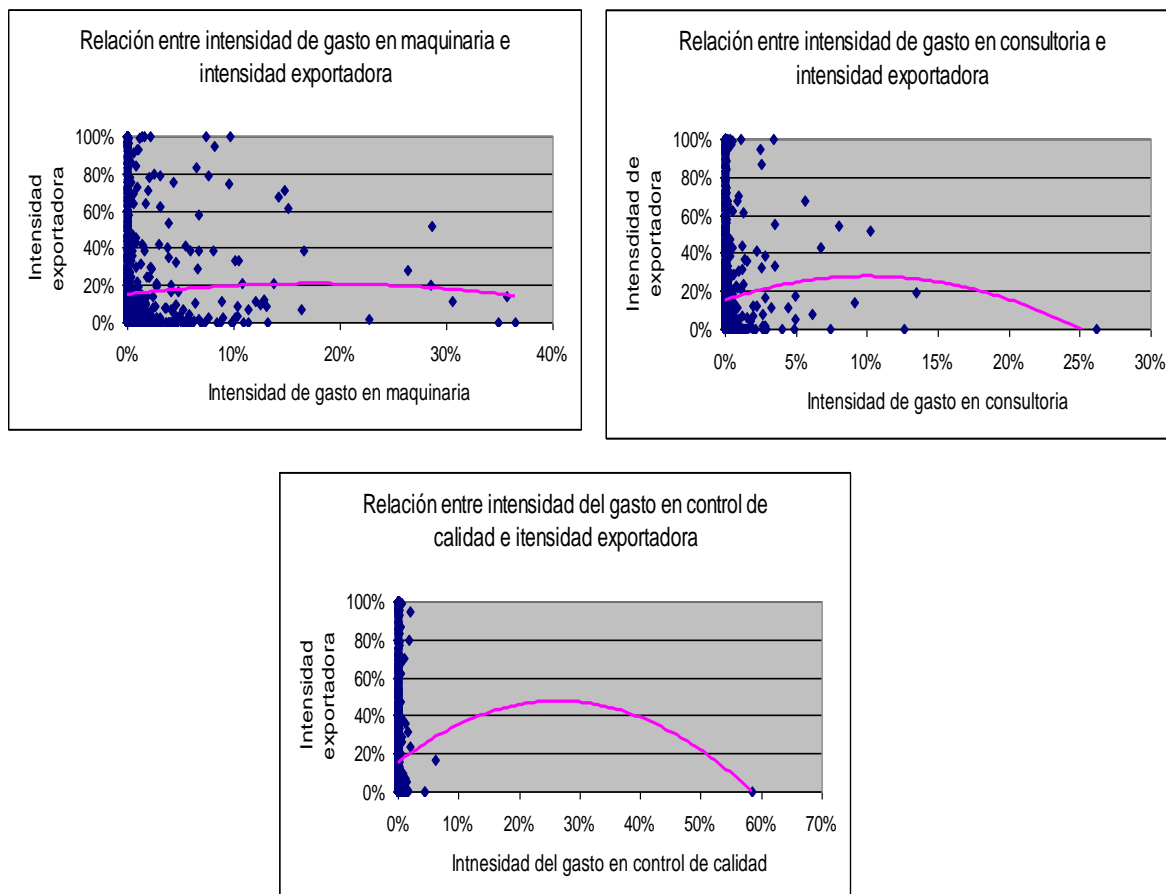 Relación entre intensidad de gasto en maquinaria e
intensidad exportadora
100%
80%
60%
40%
20%
0%
Intensidad
exportadora
0% 10% 20% 30% 40%
Intensidad de gasto en maquinaria
Relación entre intensidad de gasto en consultoria e
intensidad exportadora
100%
80%
60%
40%
20%
0%
Intensdidad de
exportadora
0% 5% 10% 15% 20% 25% 30%
Intensidad de gasto en consultoria
Relación entre intensidad del gasto en control de
calidad e itensidad exportadora
100%
80%
60%
40%
20%
0%
Intensidad
exportadora
0% 10% 20% 30% 40% 50% 60% 70%
Intnesidad del gasto en control de calidad